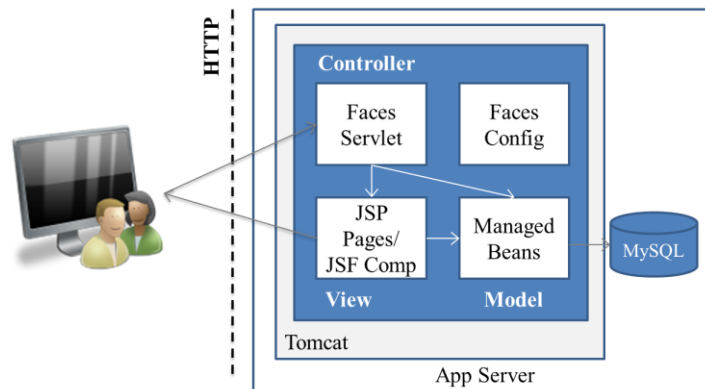 HTTP
Controller
Faces
Servlet
Faces
Config
JSP
Pages/
JSF Comp
Managed
Beans
MySQL
View
Model
Tomcat
App Server